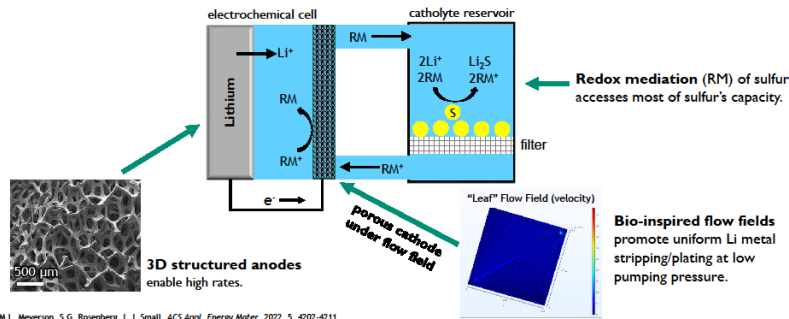 electrochemical cell
catholyte reservoir
RM
Li⁺
2Li⁺
Li₂S
2RM
2RM⁺
Redox mediation (RM) of sulfur
accesses most of sulfur's capacity.
Lithium
RM
S
filter
RM⁺
RM⁺
e⁻
"Leaf" Flow Field (velocity)
porous cathode
under flow field
Bio-inspired flow fields
promote uniform Li metal
stripping/plating at low
pumping pressure.
500 μm
3D structured anodes
enable high rates.
M.L. Meyerson, S.G. Rosenberg, L.J. Small, ACS Appl. Energy Mater. 2022, 5, 4202-4211